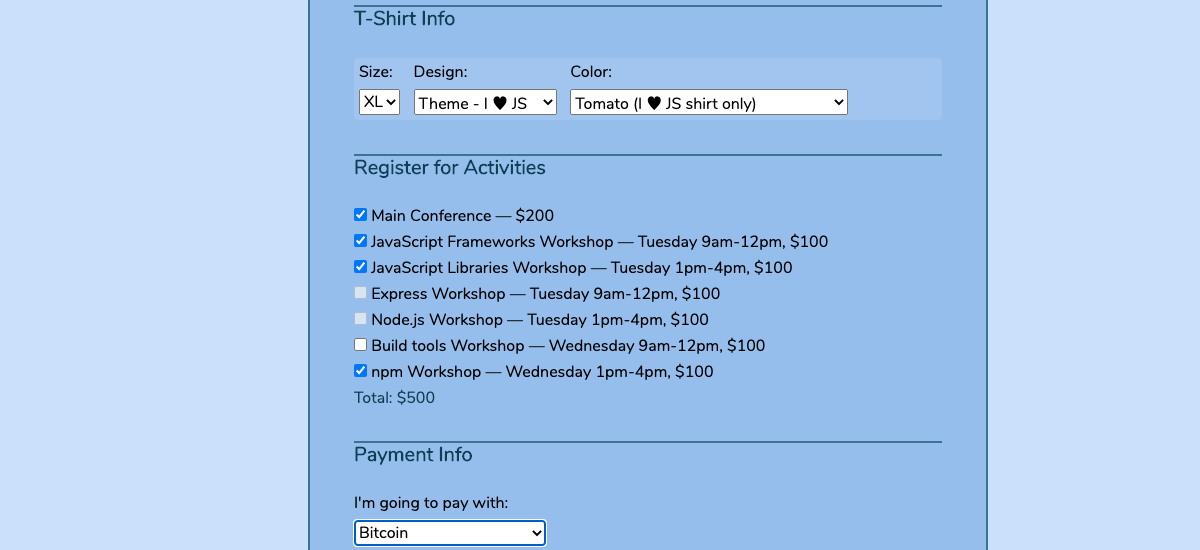 T-Shirt Info
Size: Design: Color:
XL Theme - I ♥ JS Tomato (I ♥ JS shirt only)
Register for Activities
Main Conference — $200
JavaScript Frameworks Workshop — Tuesday 9am-12pm, $100
JavaScript Libraries Workshop — Tuesday 1pm-4pm, $100
Express Workshop — Tuesday 9am-12pm, $100
Node.js Workshop — Tuesday 1pm-4pm, $100
Build tools Workshop — Wednesday 9am-12pm, $100
npm Workshop — Wednesday 1pm-4pm, $100
Total: $500
Payment Info
I'm going to pay with:
Bitcoin